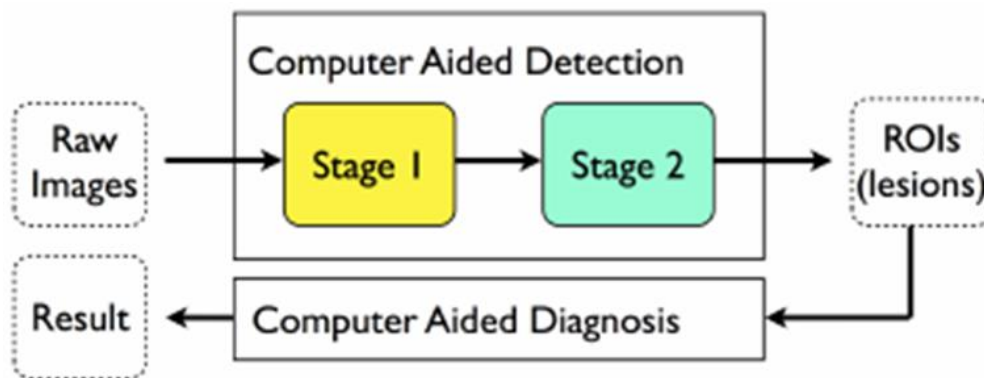 Computer Aided Detection
Raw
Images
Stage 1
Stage 2
ROIs
(lesions)
Result
Computer Aided Diagnosis